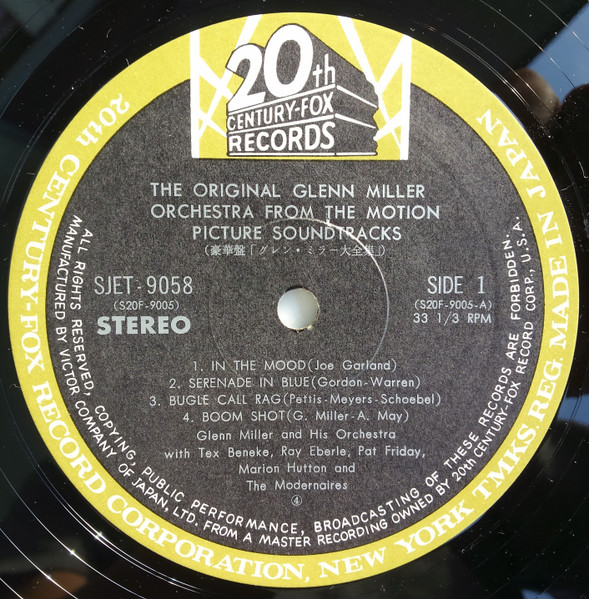 20th
CENTURY-FOX
RECORDS
THE ORIGINAL GLENN MILLER
ORCHESTRA FROM THE MOTION
PICTURE SOUNDTRACKS
(豪華盤「グレン・ミラー大全集」)
SJET-9058
(S20F-9005)
STEREO
SIDE 1
(S20F-9005-A)
33 1/3 RPM
1. IN THE MOOD(Joe Garland)
2. SERENADE IN BLUE(Gordon-Warren)
3. BUGLE CALL RAG(Pettis-Meyers-Schoebel)
4. BOOM SHOT(G. Miller-A. May)
Glenn Miller and His Orchestra
with Tex Beneke, Ray Eberle, Pat Friday,
Marion Hutton and
The Modernaires
④
ALL RIGHTS RESERVED, COPYING, PUBLIC PERFORMANCE, BROADCASTING OF THESE RECORDS ARE FORBIDDEN.
MANUFACTURED BY VICTOR COMPANY OF JAPAN, LTD. FROM A MASTER RECORDING OWNED BY 20th CENTURY-FOX RECORD CORP., U.S.A.
20th CENTURY-FOX RECORD CORPORATION, NEW YORK TMKS. REG. MADE IN JAPAN